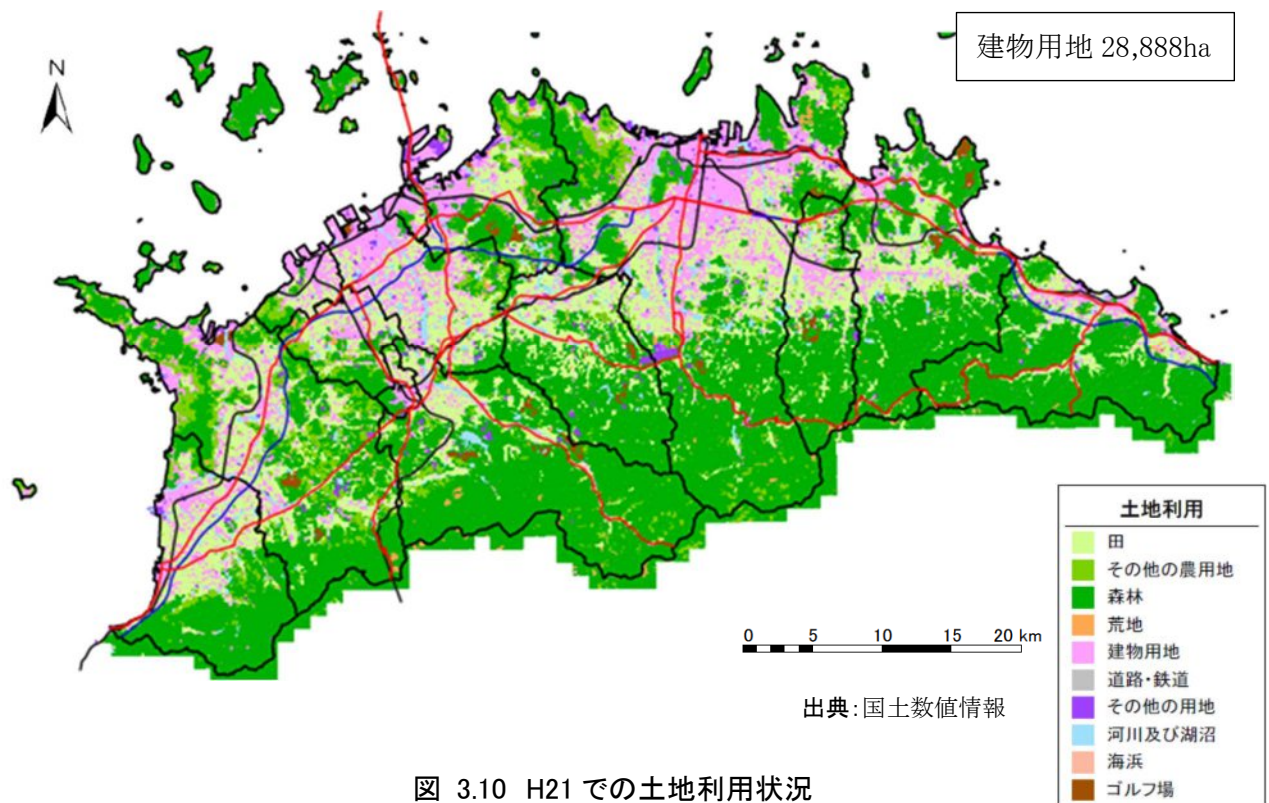 建物用地 28,888ha
N
土地利用
田
その他の農用地
森林
荒地
建物用地
道路・鉄道
その他の用地
河川及び湖沼
海浜
ゴルフ場
0 5 10 15 20 km
出典：国土数値情報
図 3.10 H21 での土地利用状況